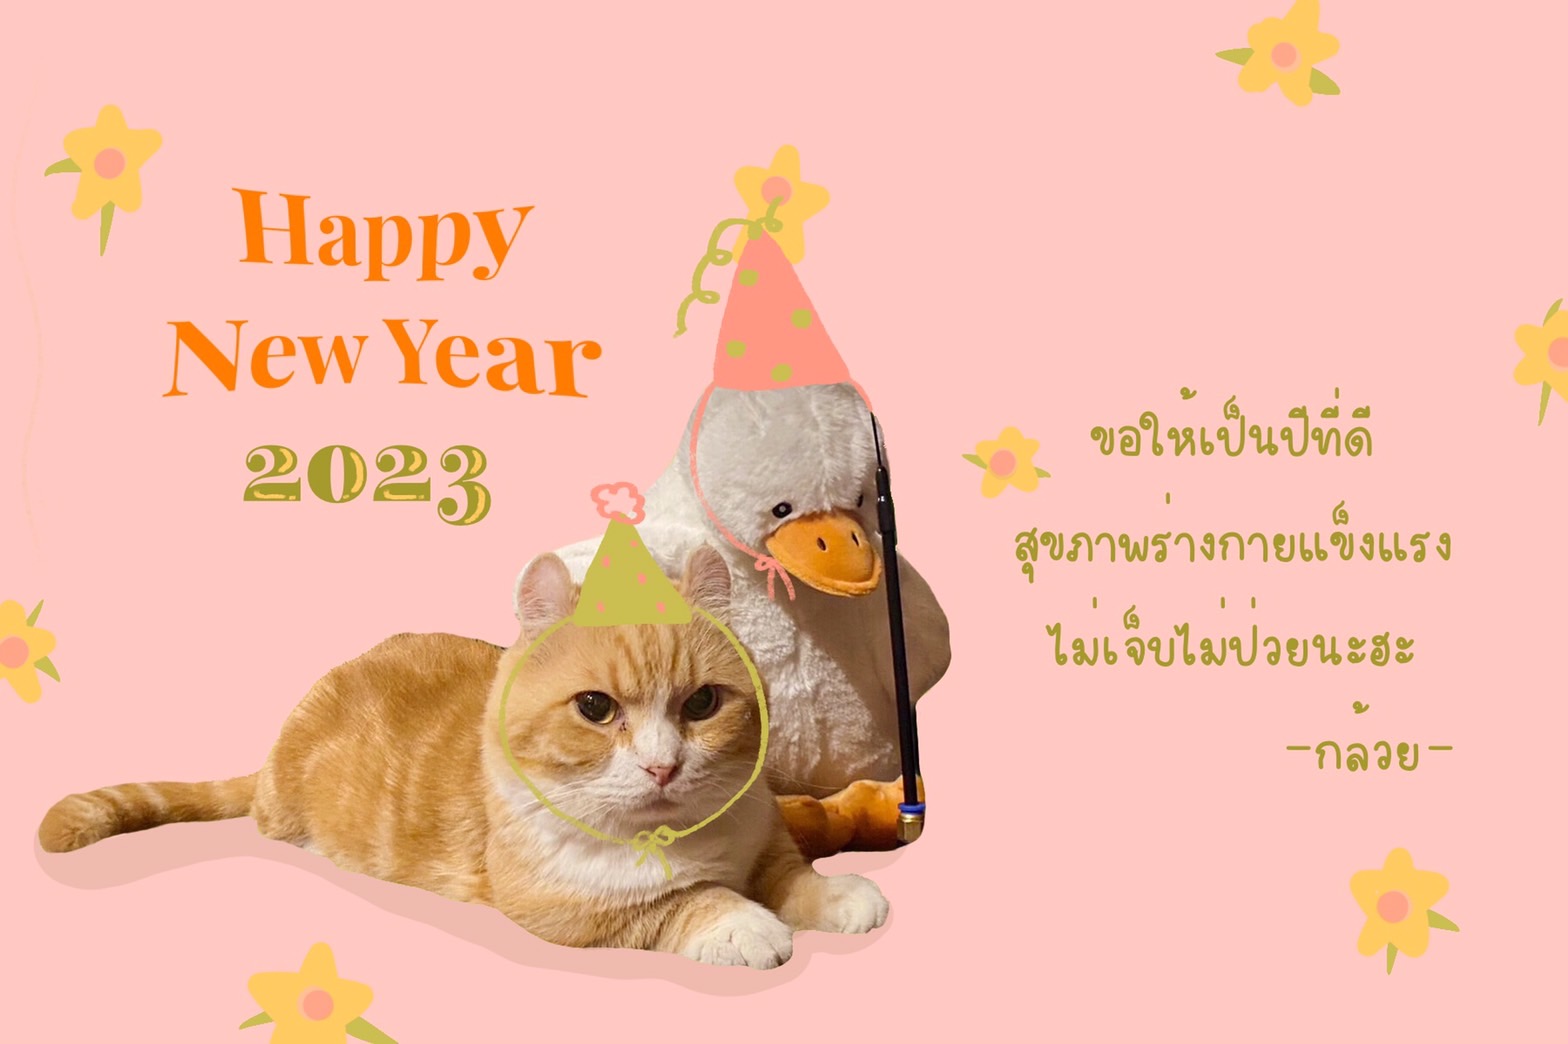 Happy
New Year
2023
ขอให้เป็นปีที่ดี
สุขภาพร่างกายแข็งแรง
ไม่เจ็บไม่ป่วยนะฮะ
-กล้วย-